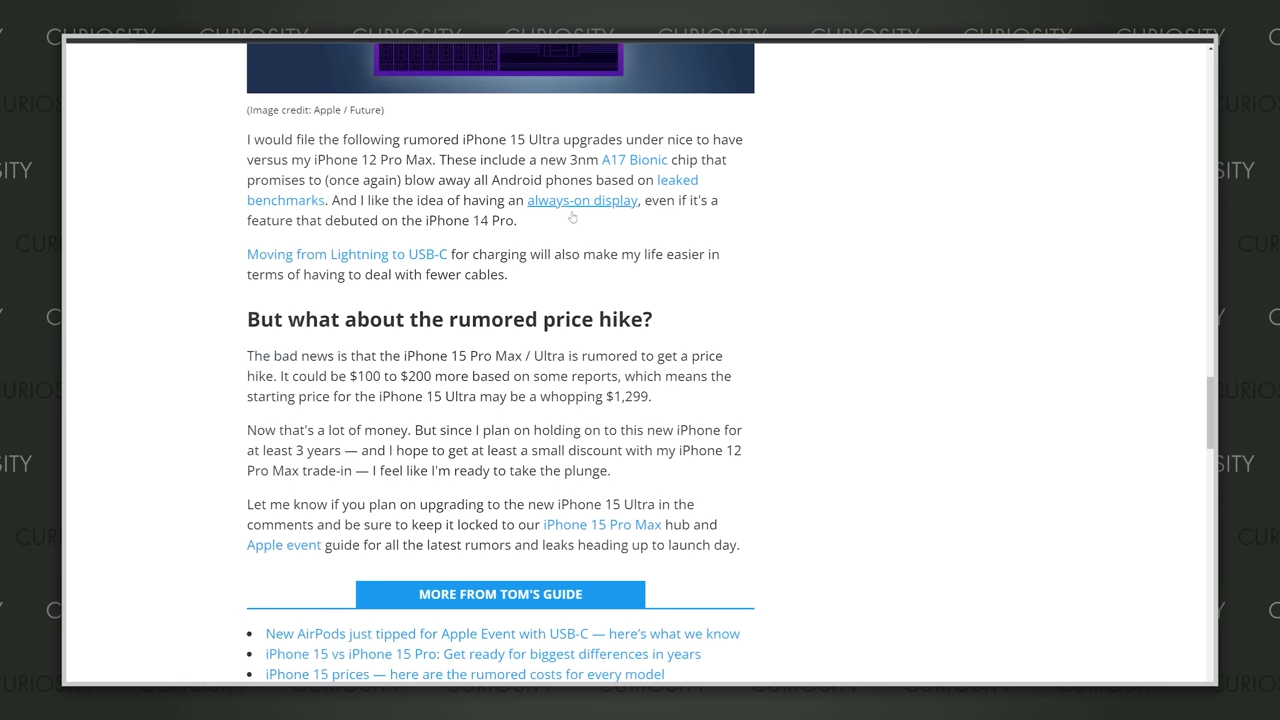 (Image credit: Apple / Future)
I would file the following rumored iPhone 15 Ultra upgrades under nice to have
versus my iPhone 12 Pro Max. These include a new 3nm A17 Bionic chip that
promises to (once again) blow away all Android phones based on leaked
benchmarks. And I like the idea of having an always-on display, even if it's a
feature that debuted on the iPhone 14 Pro.
Moving from Lightning to USB-C for charging will also make my life easier in
terms of having to deal with fewer cables.
But what about the rumored price hike?
The bad news is that the iPhone 15 Pro Max / Ultra is rumored to get a price
hike. It could be $100 to $200 more based on some reports, which means the
starting price for the iPhone 15 Ultra may be a whopping $1,299.
Now that's a lot of money. But since I plan on holding on to this new iPhone for
at least 3 years — and I hope to get at least a small discount with my iPhone 12
Pro Max trade-in — I feel like I'm ready to take the plunge.
Let me know if you plan on upgrading to the new iPhone 15 Ultra in the
comments and be sure to keep it locked to our iPhone 15 Pro Max hub and
Apple event guide for all the latest rumors and leaks heading up to launch day.
MORE FROM TOM'S GUIDE
• New AirPods just tipped for Apple Event with USB-C — here's what we know
• iPhone 15 vs iPhone 15 Pro: Get ready for biggest differences in years
• iPhone 15 prices — here are the rumored costs for every model